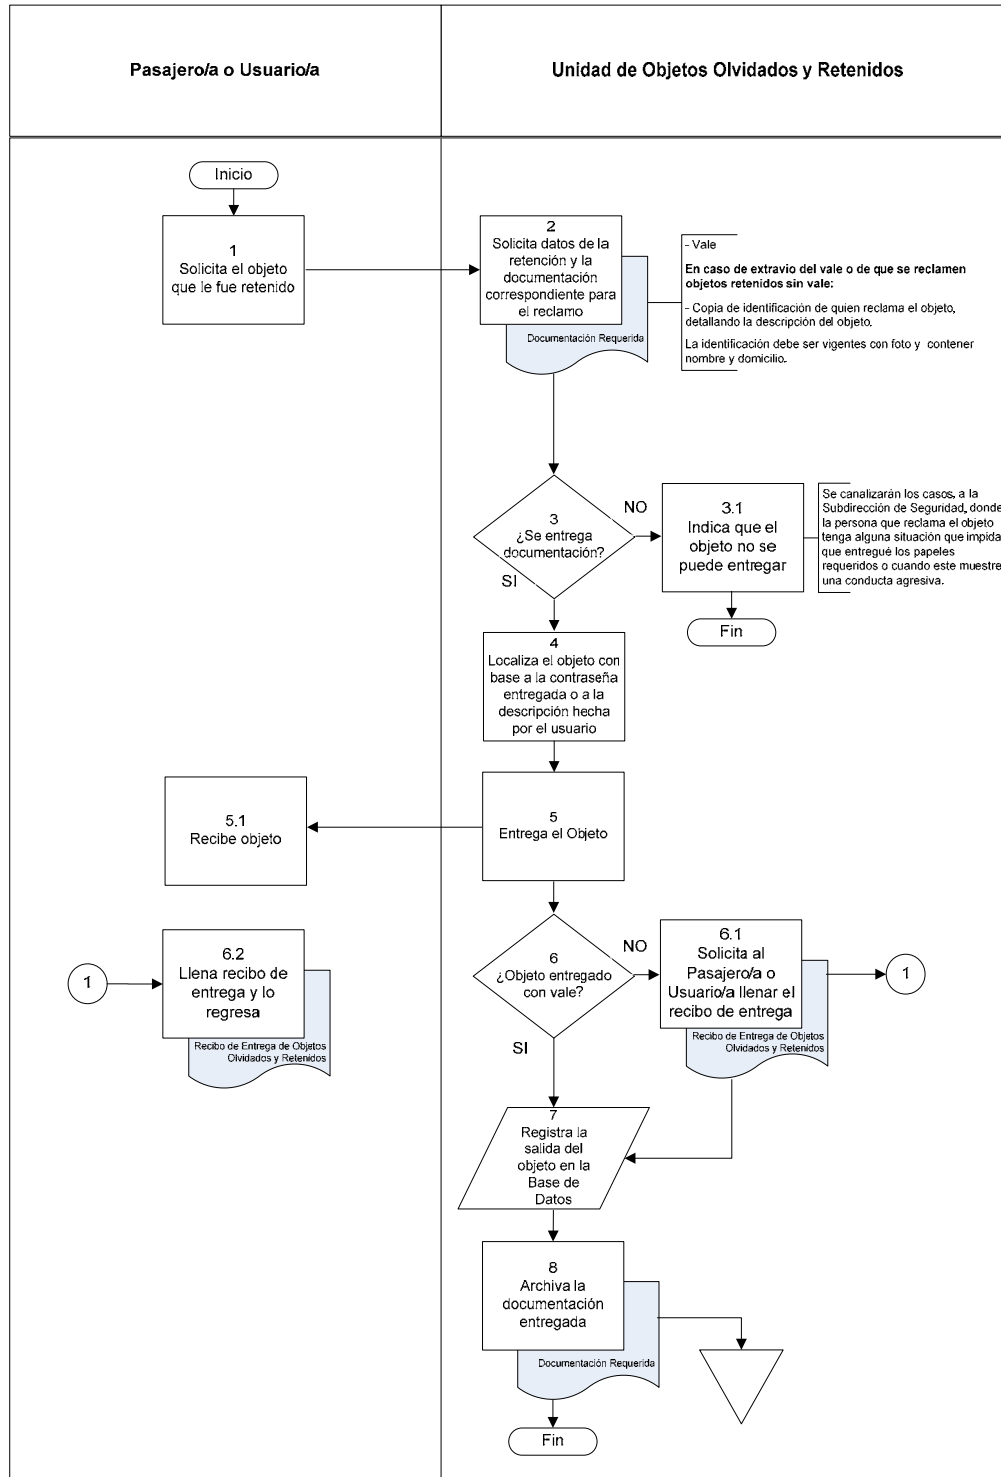 Pasajero/a o Usuario/a
Unidad de Objetos Olvidados y Retenidos
Inicio
1
Solicita el objeto
que le fue retenido
2
Solicita datos de la
retención y la
documentación
correspondiente para
el reclamo
Documentación Requerida
- Vale
En caso de extravio del vale o de que se reclamen
objetos retenidos sin vale:
- Copia de identificación de quien reclama el objeto,
detallando la descripción del objeto.
La identificación debe ser vigentes con foto y contener
nombre y domicilio.
3
¿Se entrega
documentación?
NO
SI
3.1
Indica que el
objeto no se
puede entregar
Se canalizarán los casos, a la
Subdirección de Seguridad, donde
la persona que reclama el objeto
tenga alguna situación que impida
que entregué los papeles
requeridos o cuando este muestre
una conducta agresiva.
Fin
4
Localiza el objeto con
base a la contraseña
entregada o a la
descripción hecha
por el usuario
5.1
Recibe objeto
5
Entrega el Objeto
1
6.2
Llena recibo de
entrega y lo
regresa
Recibo de Entrega de Objetos
Olvidados y Retenidos
6
¿Objeto entregado
con vale?
NO
SI
6.1
Solicita al
Pasajero/a o
Usuario/a llenar el
recibo de entrega
Recibo de Entrega de Objetos
Olvidados y Retenidos
1
7
Registra la
salida del
objeto en la
Base de
Datos
8
Archiva la
documentación
entregada
Documentación Requerida
Fin